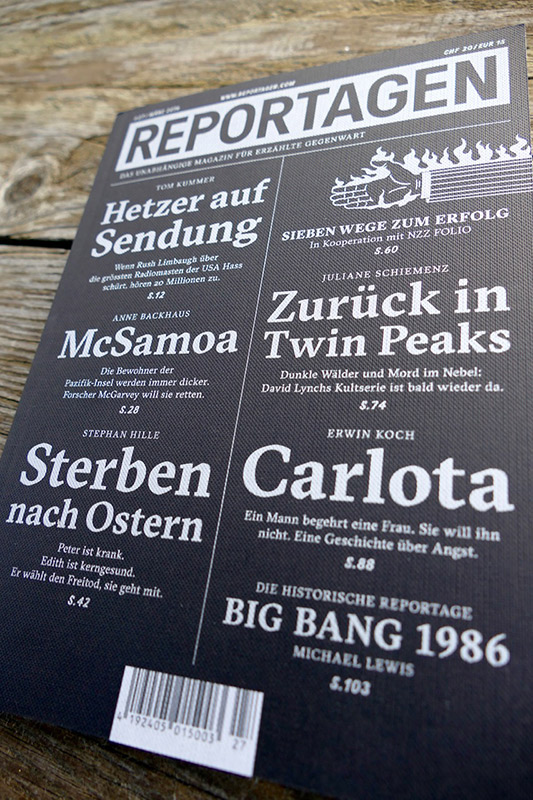 WWW.REPORTAGEN.COM
CHF 20/EUR 15
REPORTAGEN
DAS UNABHÄNGIGE MAGAZIN FÜR ERZÄHLTE GEGENWART
TOM KUMMER
Hetzer auf
Sendung
Wenn Rush Limbaugh über
die grössten Radiomasten der USA Hass
schürt, hören 20 Millionen zu.
S.12
ANNE BACKHAUS
McSamoa
Die Bewohner der
Pazifik-Insel werden immer dicker.
Forscher McGarvey will sie retten.
S.28
STEPHAN HILLE
Sterben
nach Ostern
Peter ist krank.
Edith ist kerngesund.
Er wählt den Freitod, sie geht mit.
S.42
SIEBEN WEGE ZUM ERFOLG
In Kooperation mit NZZ FOLIO
S.60
JULIANE SCHIEMENZ
Zurück in
Twin Peaks
Dunkle Wälder und Mord im Nebel:
David Lynchs Kultserie ist bald wieder da.
S.74
ERWIN KOCH
Carlota
Ein Mann begehrt eine Frau. Sie will ihn
nicht. Eine Geschichte über Angst.
S.88
DIE HISTORISCHE REPORTAGE
BIG BANG 1986
MICHAEL LEWIS
S.103
4 192405 015003 27